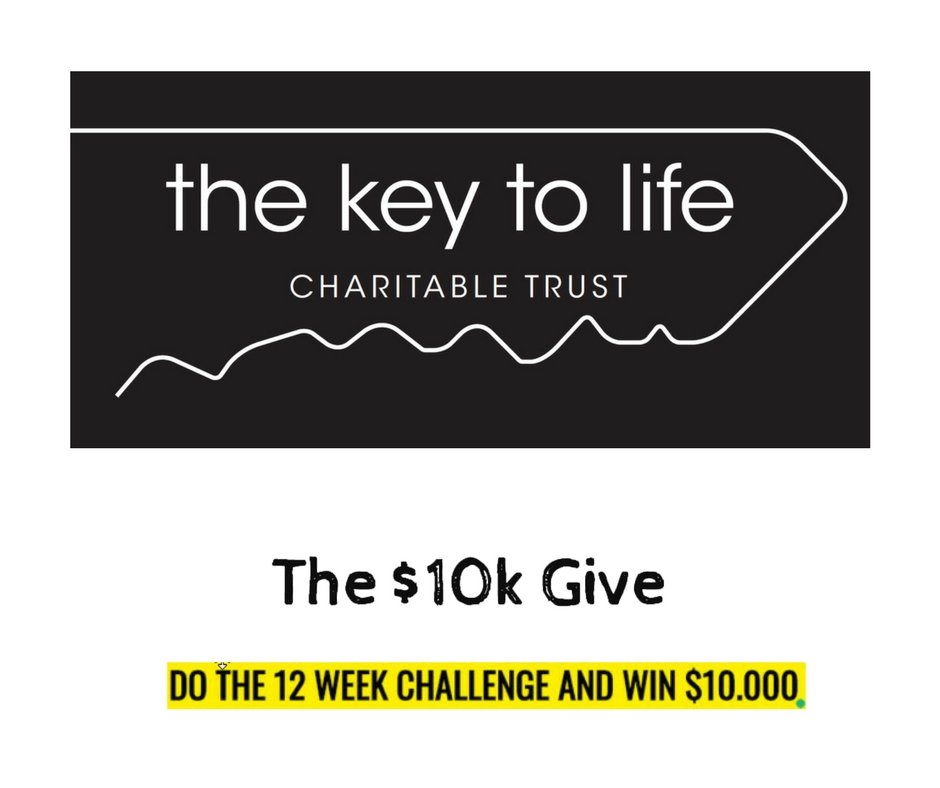 the key to life
CHARITABLE TRUST
The $10k Give
DO THE 12 WEEK CHALLENGE AND WIN $10.000